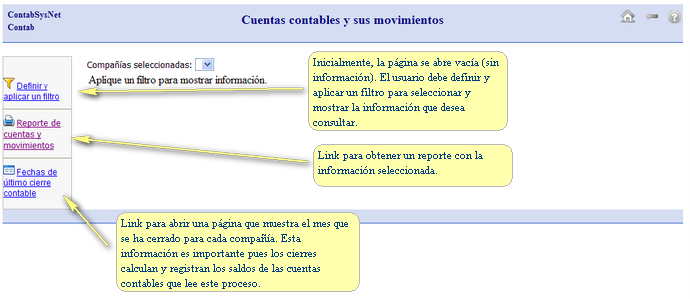 ContabSysNet
Contab
Cuentas contables y sus movimientos
Compañías seleccionadas:
Aplique un filtro para mostrar información.
Definir y
aplicar un filtro
Reporte de
cuentas y
movimientos
Fechas de
último cierre
contable
Inicialmente, la página se abre vacía (sin
información). El usuario debe definir y
aplicar un filtro para seleccionar y
mostrar la información que desea
consultar.
Link para obtener un reporte con la
información seleccionada.
Link para abrir una página que muestra el mes que
se ha cerrado para cada compañía. Esta
información es importante pues los cierres
calculan y registran los saldos de las cuentas
contables que lee este proceso.